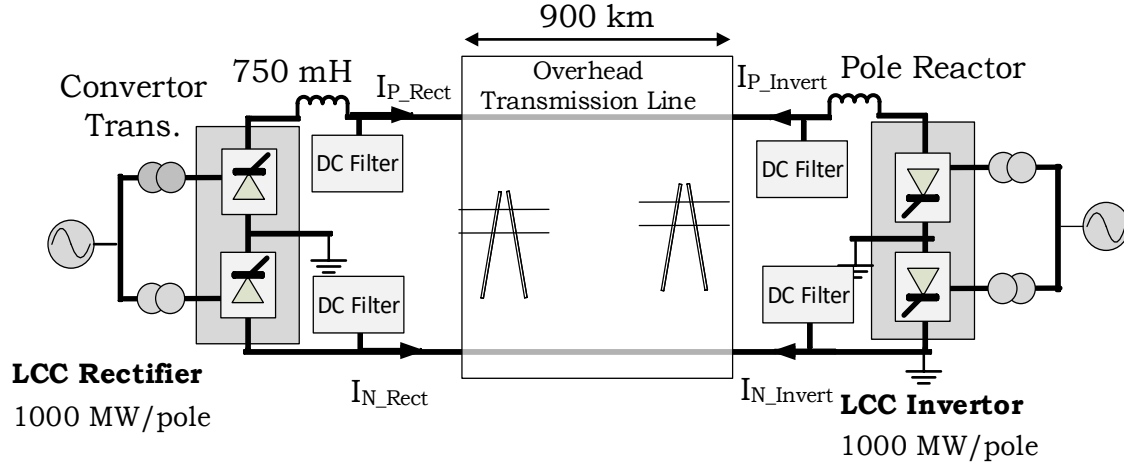 900 km
Convertor
Trans.
750 mH
I_P_Rect
Overhead
Transmission Line
I_P_Invert
Pole Reactor
DC Filter
DC Filter
DC Filter
DC Filter
LCC Rectifier
1000 MW/pole
I_N_Rect
I_N_Invert
LCC Invertor
1000 MW/pole